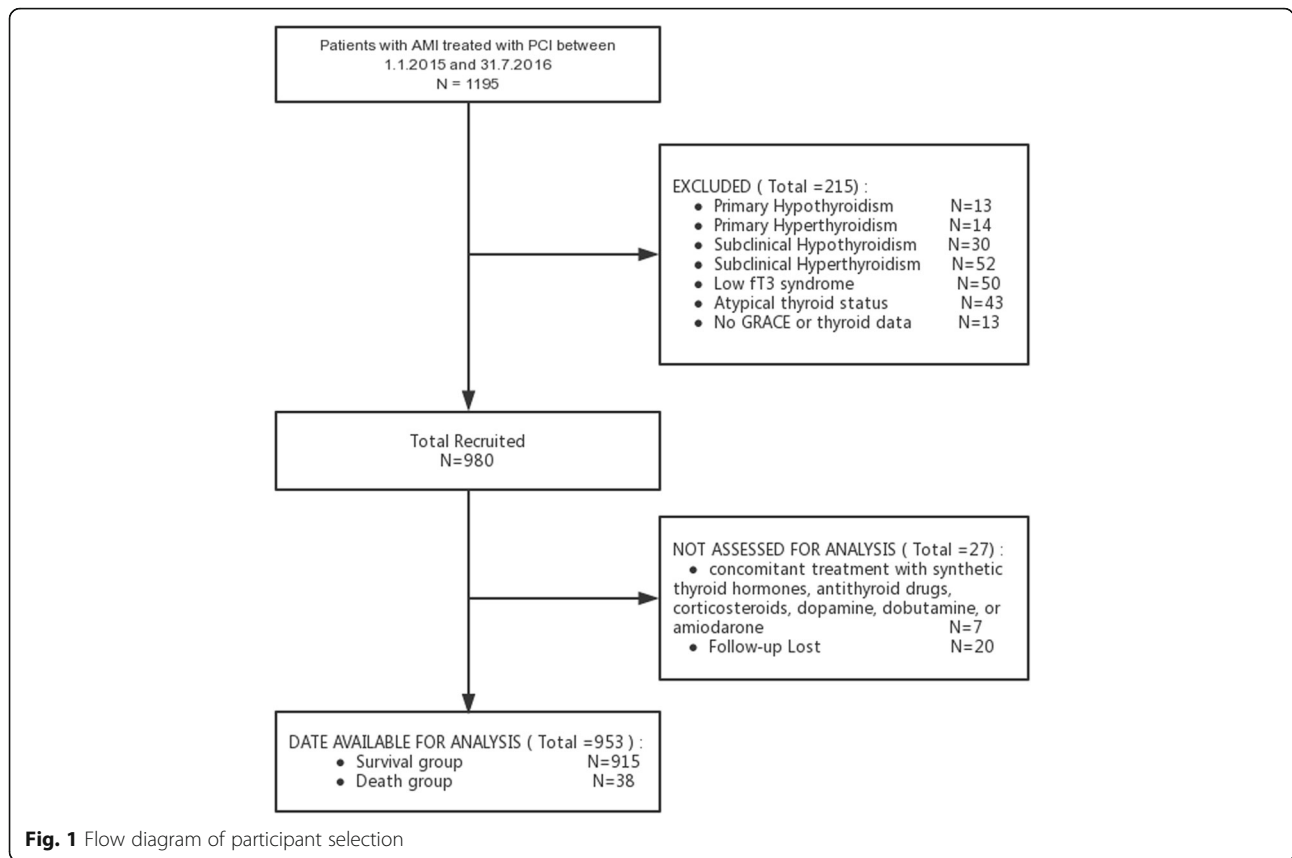 Patients with AMI treated with PCI between
1.1.2015 and 31.7.2016
N = 1195
EXCLUDED ( Total =215) :
● Primary Hypothyroidism N=13
● Primary Hyperthyroidism N=14
● Subclinical Hypothyroidism N=30
● Subclinical Hyperthyroidism N=52
● Low fT3 syndrome N=50
● Atypical thyroid status N=43
● No GRACE or thyroid data N=13
Total Recruited
N=980
NOT ASSESSED FOR ANALYSIS ( Total =27) :
● concomitant treatment with synthetic
thyroid hormones, antithyroid drugs,
corticosteroids, dopamine, dobutamine, or
amiodarone N=7
● Follow-up Lost N=20
DATE AVAILABLE FOR ANALYSIS ( Total =953 ) :
● Survival group N=915
● Death group N=38
Fig. 1 Flow diagram of participant selection